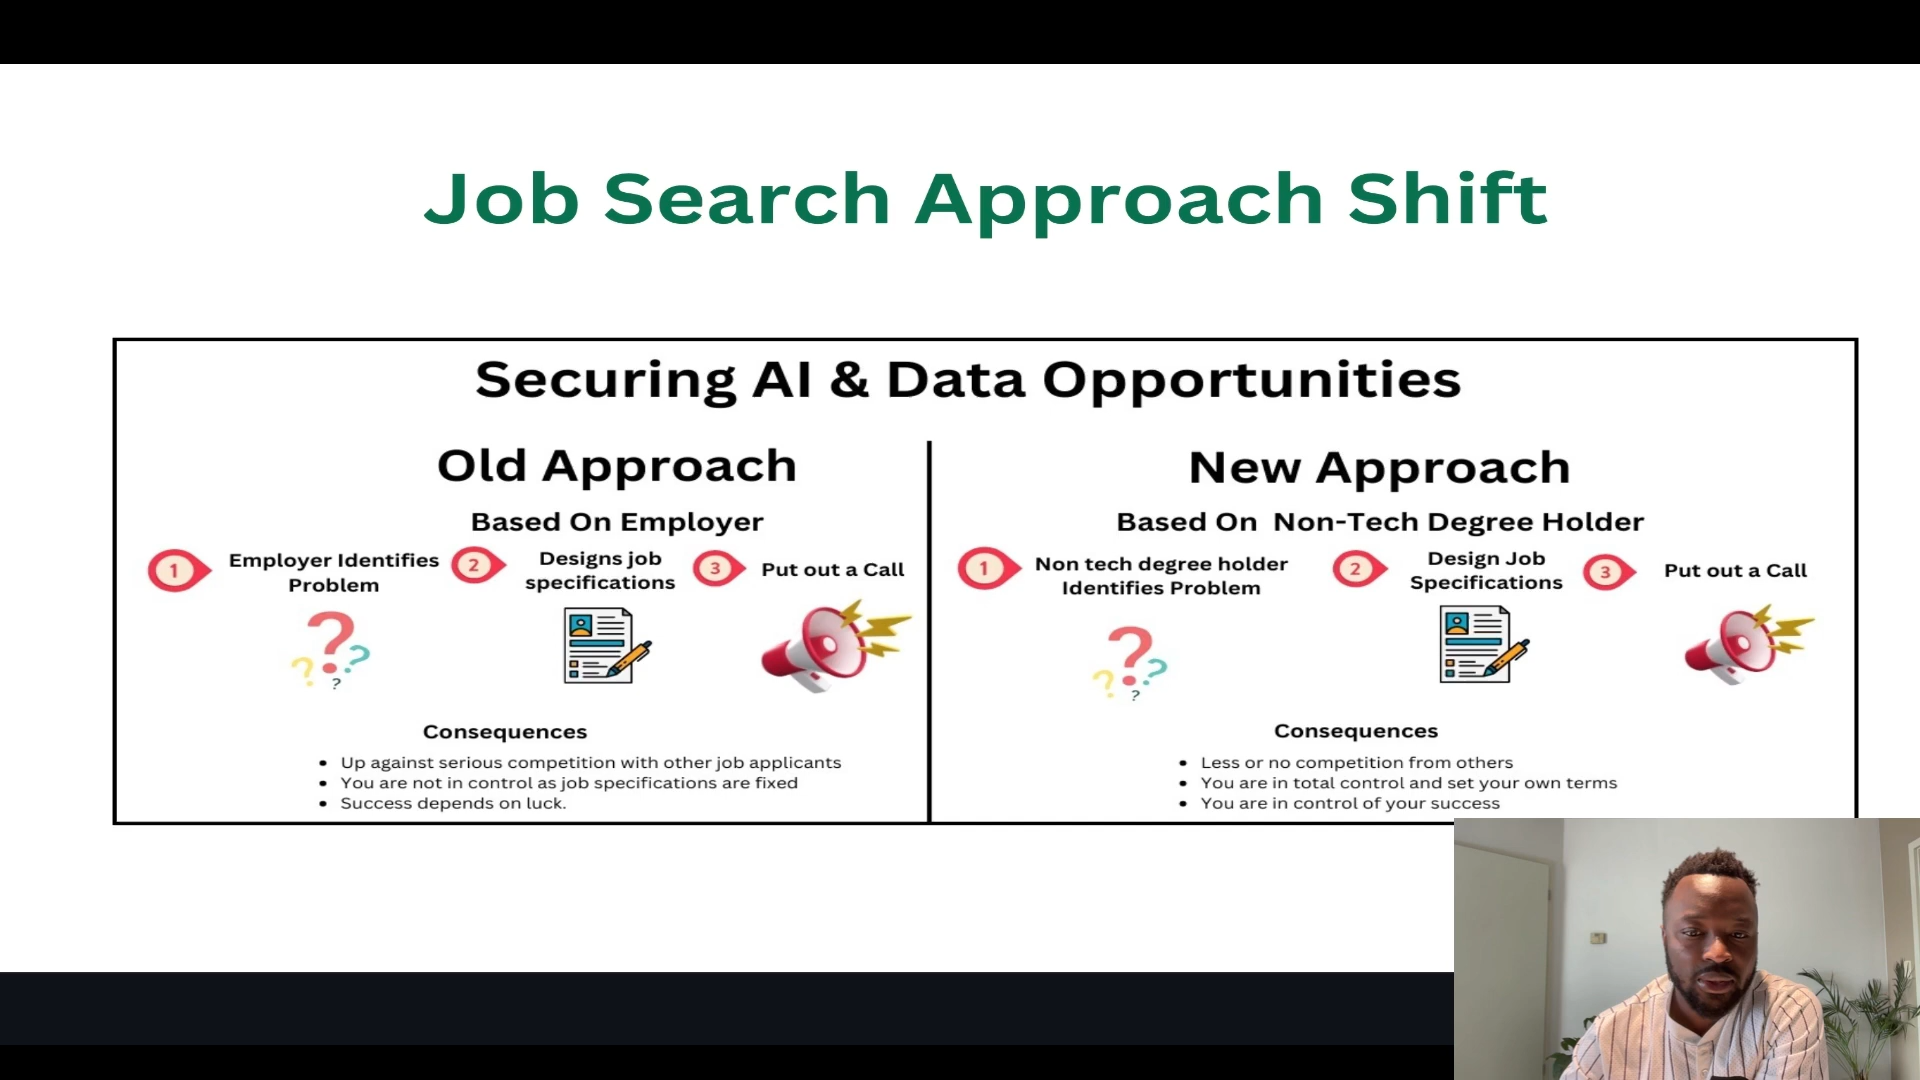 Job Search Approach Shift
Securing AI & Data Opportunities
Old Approach
Based On Employer
1
Employer Identifies
Problem
2
Designs job
specifications
3
Put out a Call
Consequences
• Up against serious competition with other job applicants
• You are not in control as job specifications are fixed
• Success depends on luck.
New Approach
Based On Non-Tech Degree Holder
1
Non tech degree holder
Identifies Problem
2
Design Job
Specifications
3
Put out a Call
Consequences
• Less or no competition from others
• You are in total control and set your own terms
• You are in control of your success